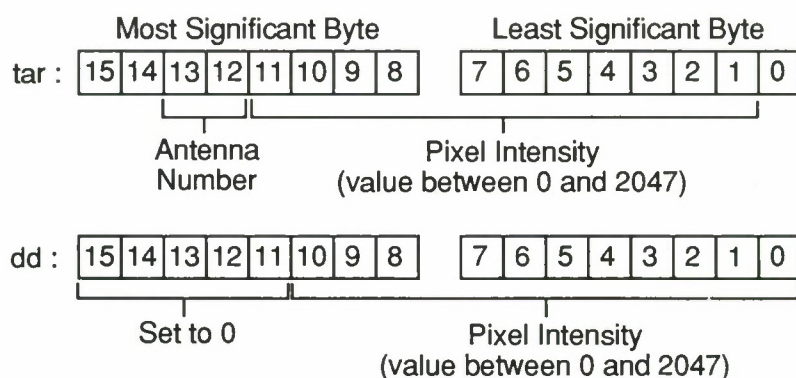 Most Significant Byte Least Significant Byte
tar : 15 14 13 12 11 10 9 8 7 6 5 4 3 2 1 0
Antenna Number
Pixel Intensity
(value between 0 and 2047)
dd : 15 14 13 12 11 10 9 8 7 6 5 4 3 2 1 0
Set to 0
Pixel Intensity
(value between 0 and 2047)